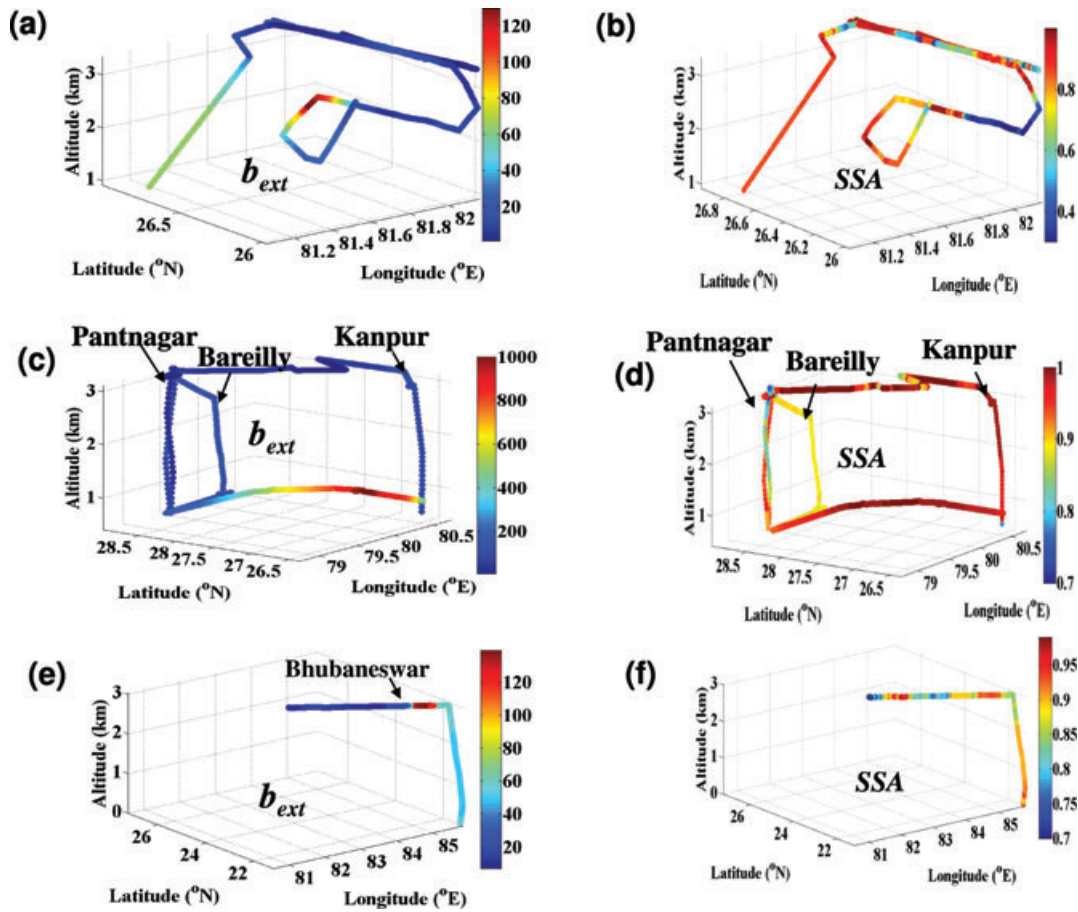 (a)
3
2
1
Altitude (km)
b_ext
26.5
26
81.2 81.4 81.6 81.8 82
Latitude (°N)
Longitude (°E)
120
100
80
60
40
20
(b)
3
2
1
Altitude (km)
SSA
26.8 26.6 26.4 26.2 26
81.2 81.4 81.6 81.8 82
Latitude (°N)
Longitude (°E)
0.8
0.6
0.4
(c)
Pantnagar
Bareilly
Kanpur
3
2
1
Altitude (km)
b_ext
28.5 28 27.5 27 26.5
79 79.5 80 80.5
Latitude (°N)
Longitude (°E)
1000
800
600
400
200
(d)
Pantnagar
Bareilly
Kanpur
3
2
1
Altitude (km)
SSA
28.5 28 27.5 27 26.5
79 79.5 80 80.5
Latitude (°N)
Longitude (°E)
1
0.9
0.8
0.7
(e)
Bhubaneswar
3
2
1
0
Altitude (km)
b_ext
26 24 22
81 82 83 84 85
Latitude (°N)
Longitude (°E)
120
100
80
60
40
20
(f)
3
2
1
0
Altitude (km)
SSA
26 24 22
81 82 83 84 85
Latitude (°N)
Longitude (°E)
0.95
0.9
0.85
0.8
0.75
0.7